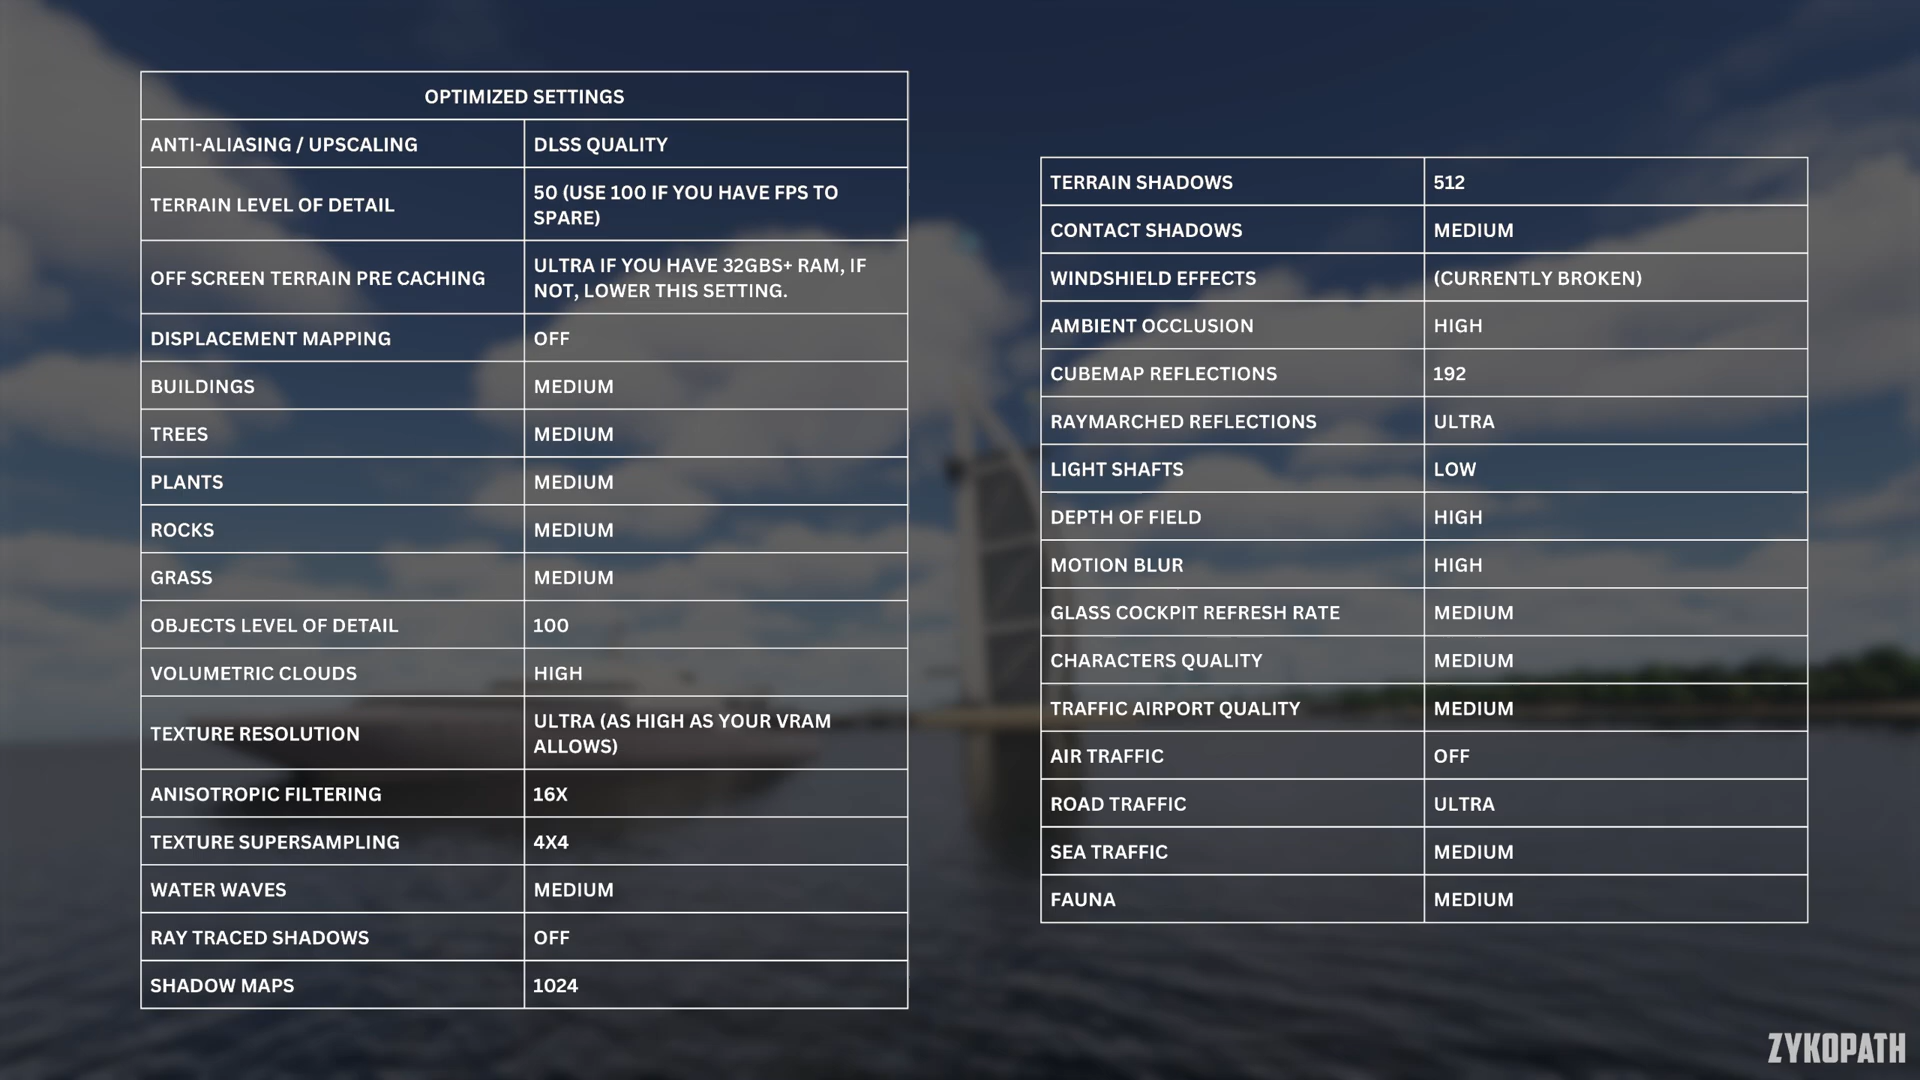 OPTIMIZED SETTINGS
ANTI-ALIASING / UPSCALING DLSS QUALITY
TERRAIN LEVEL OF DETAIL 50 (USE 100 IF YOU HAVE FPS TO
SPARE)
OFF SCREEN TERRAIN PRE CACHING ULTRA IF YOU HAVE 32GBS+ RAM, IF
NOT, LOWER THIS SETTING.
DISPLACEMENT MAPPING OFF
BUILDINGS MEDIUM
TREES MEDIUM
PLANTS MEDIUM
ROCKS MEDIUM
GRASS MEDIUM
OBJECTS LEVEL OF DETAIL 100
VOLUMETRIC CLOUDS HIGH
TEXTURE RESOLUTION ULTRA (AS HIGH AS YOUR VRAM
ALLOWS)
ANISOTROPIC FILTERING 16X
TEXTURE SUPERSAMPLING 4X4
WATER WAVES MEDIUM
RAY TRACED SHADOWS OFF
SHADOW MAPS 1024
TERRAIN SHADOWS 512
CONTACT SHADOWS MEDIUM
WINDSHIELD EFFECTS (CURRENTLY BROKEN)
AMBIENT OCCLUSION HIGH
CUBEMAP REFLECTIONS 192
RAYMARCHED REFLECTIONS ULTRA
LIGHT SHAFTS LOW
DEPTH OF FIELD HIGH
MOTION BLUR HIGH
GLASS COCKPIT REFRESH RATE MEDIUM
CHARACTERS QUALITY MEDIUM
TRAFFIC AIRPORT QUALITY MEDIUM
AIR TRAFFIC OFF
ROAD TRAFFIC ULTRA
SEA TRAFFIC MEDIUM
FAUNA MEDIUM
ZYKOPATH